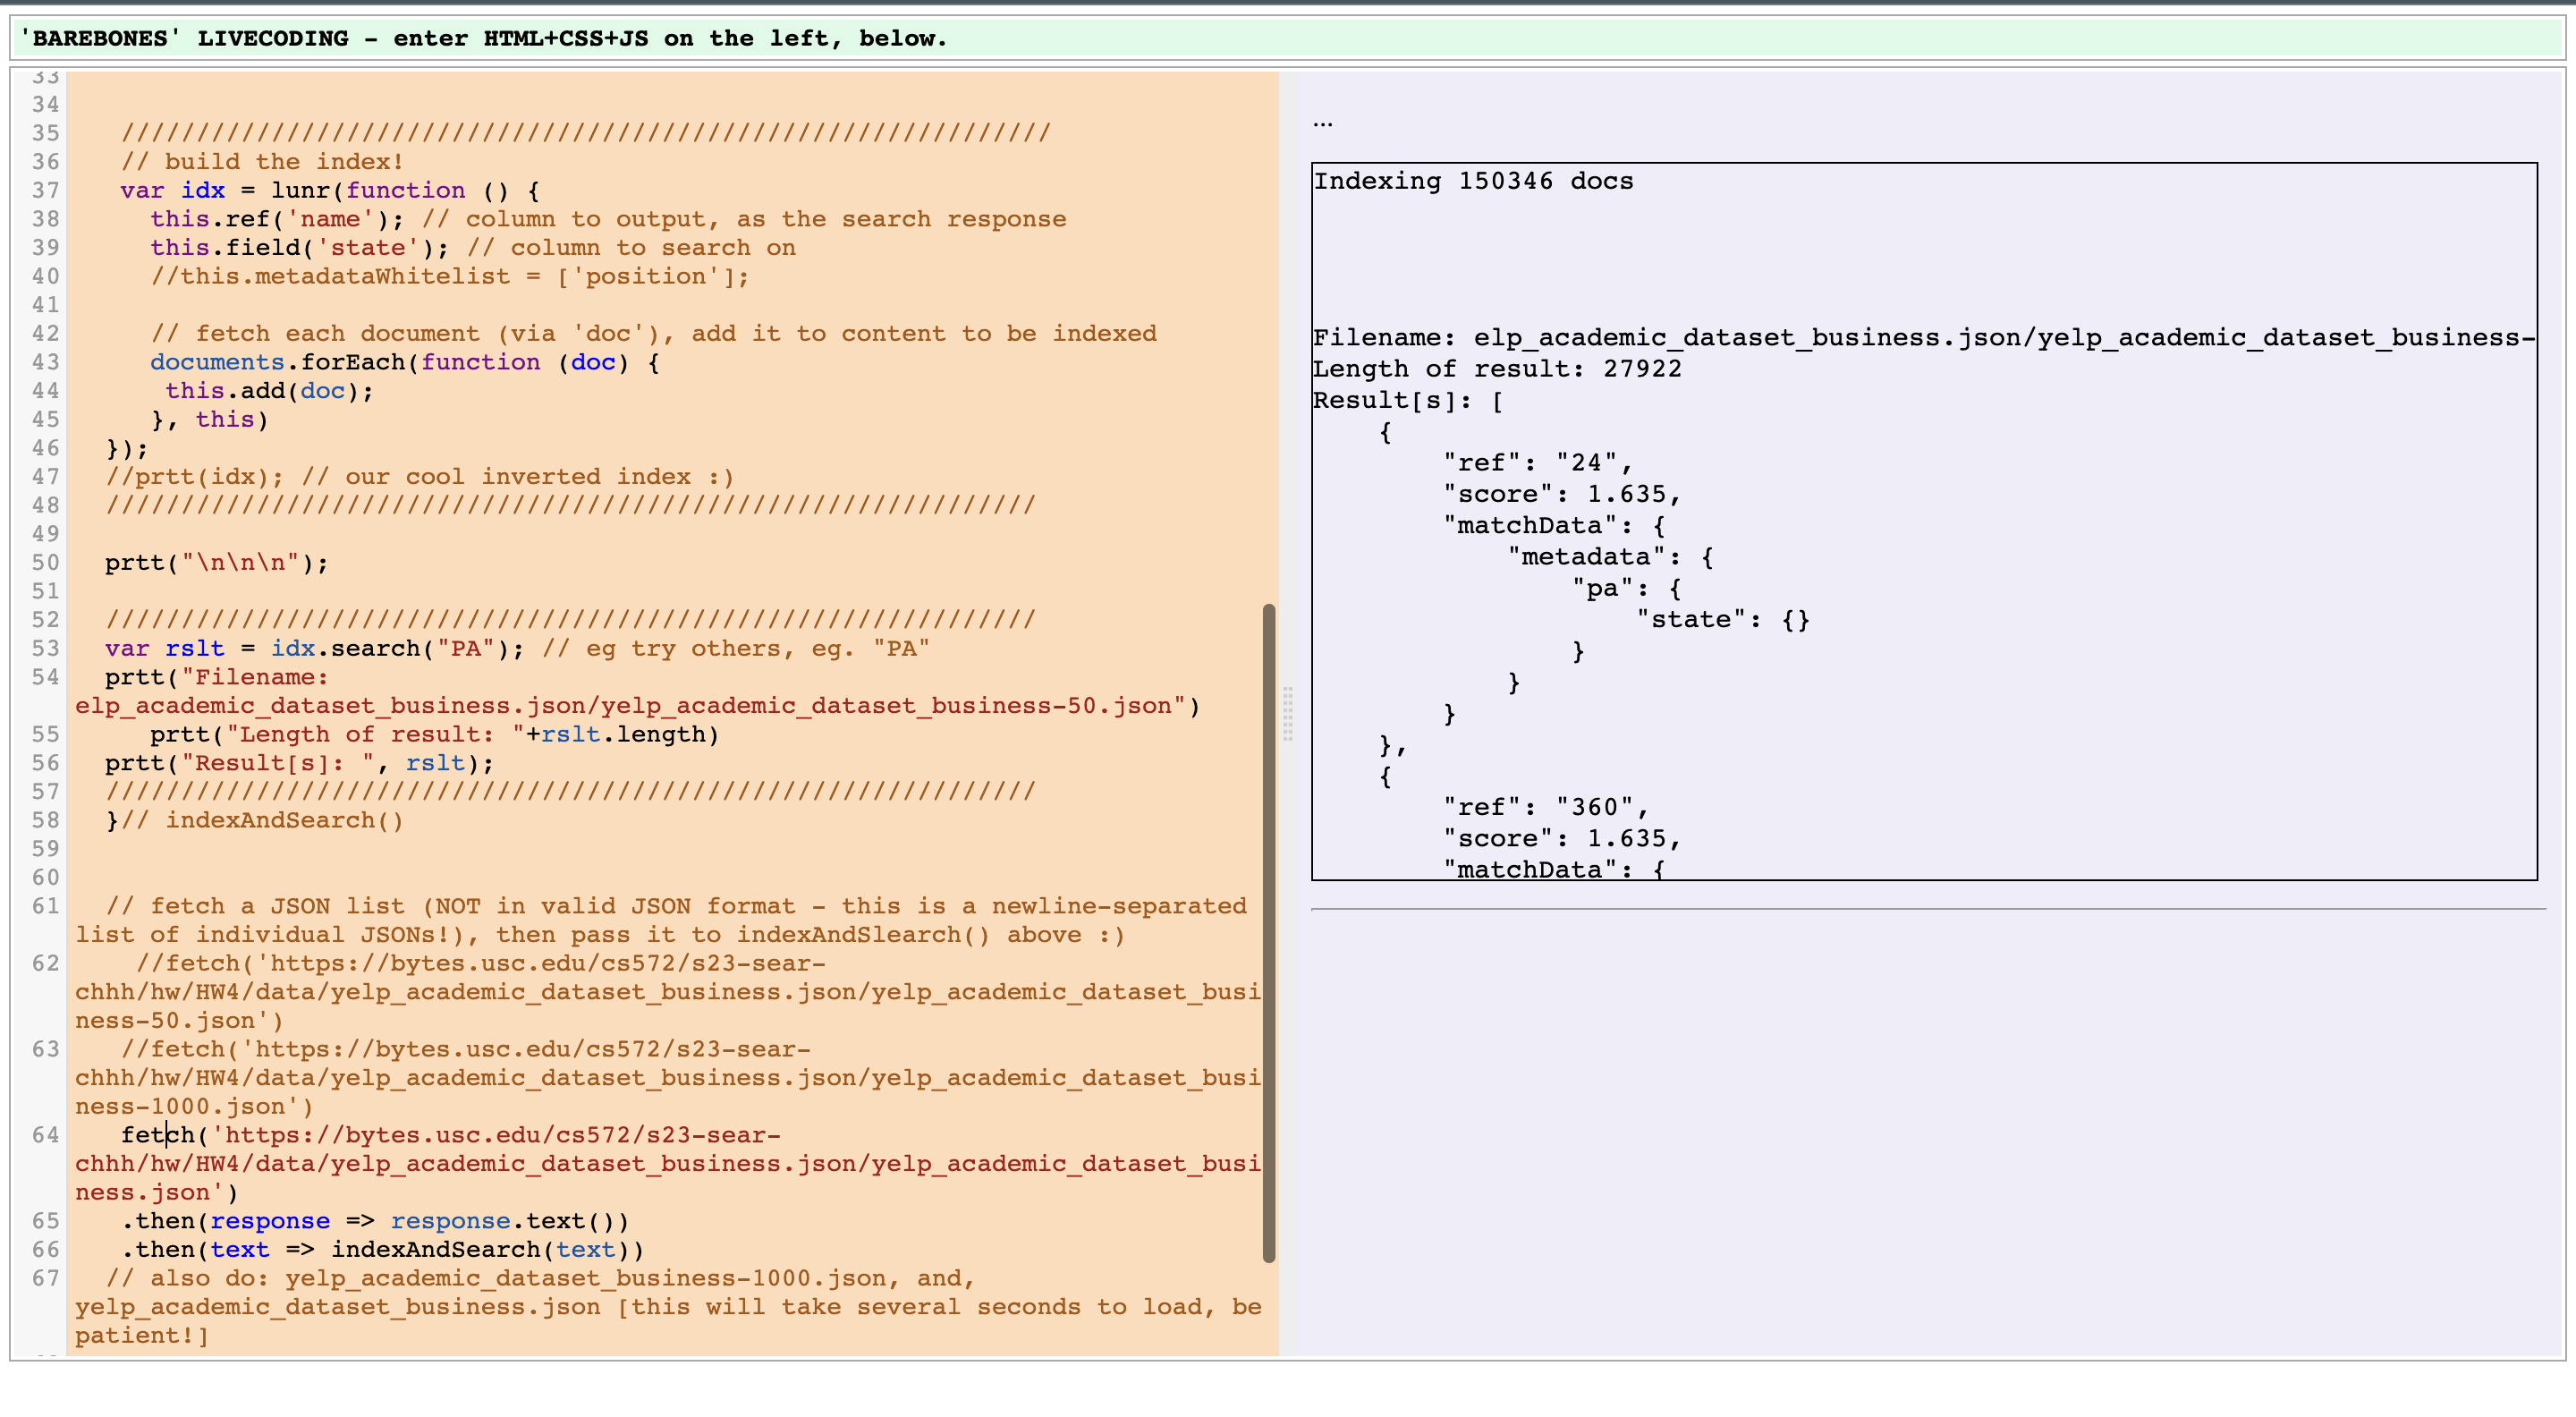 'BAREBONES' LIVECODING - enter HTML+CSS+JS on the left, below.
33
34
35 //////////////////////////////////////////////////////////////
36 // build the index!
37 var idx = lunr(function () {
38 this.ref('name'); // column to output, as the search response
39 this.field('state'); // column to search on
40 //this.metadataWhitelist = ['position'];
41
42 // fetch each document (via 'doc'), add it to content to be indexed
43 documents.forEach(function (doc) {
44 this.add(doc);
45 }, this)
46 });
47 //prtt(idx); // our cool inverted index :)
48 //////////////////////////////////////////////////////////////
49
50 prtt("\n\n\n");
51
52 //////////////////////////////////////////////////////////////
53 var rslt = idx.search("PA"); // eg try others, eg. "PA"
54 prtt("Filename:
elp_academic_dataset_business.json/yelp_academic_dataset_business-50.json")
55 prtt("Length of result: "+rslt.length)
56 prtt("Result[s]: ", rslt);
57 //////////////////////////////////////////////////////////////
58 }// indexAndSearch()
59
60
61 // fetch a JSON list (NOT in valid JSON format - this is a newline-separated
list of individual JSONs!), then pass it to indexAndSlearch() above :)
62 //fetch('https://bytes.usc.edu/cs572/s23-sear-
chhh/hw/HW4/data/yelp_academic_dataset_business.json/yelp_academic_dataset_busi
ness-50.json')
63 //fetch('https://bytes.usc.edu/cs572/s23-sear-
chhh/hw/HW4/data/yelp_academic_dataset_business.json/yelp_academic_dataset_busi
ness-1000.json')
64 fetch('https://bytes.usc.edu/cs572/s23-sear-
chhh/hw/HW4/data/yelp_academic_dataset_business.json/yelp_academic_dataset_busi
ness.json')
65 .then(response => response.text())
66 .then(text => indexAndSearch(text))
67 // also do: yelp_academic_dataset_business-1000.json, and,
yelp_academic_dataset_business.json [this will take several seconds to load, be
patient!]
...
Indexing 150346 docs
Filename: elp_academic_dataset_business.json/yelp_academic_dataset_business-
Length of result: 27922
Result[s]: [
{
"ref": "24",
"score": 1.635,
"matchData": {
"metadata": {
"pa": {
"state": {}
}
}
}
},
{
"ref": "360",
"score": 1.635,
"matchData": {